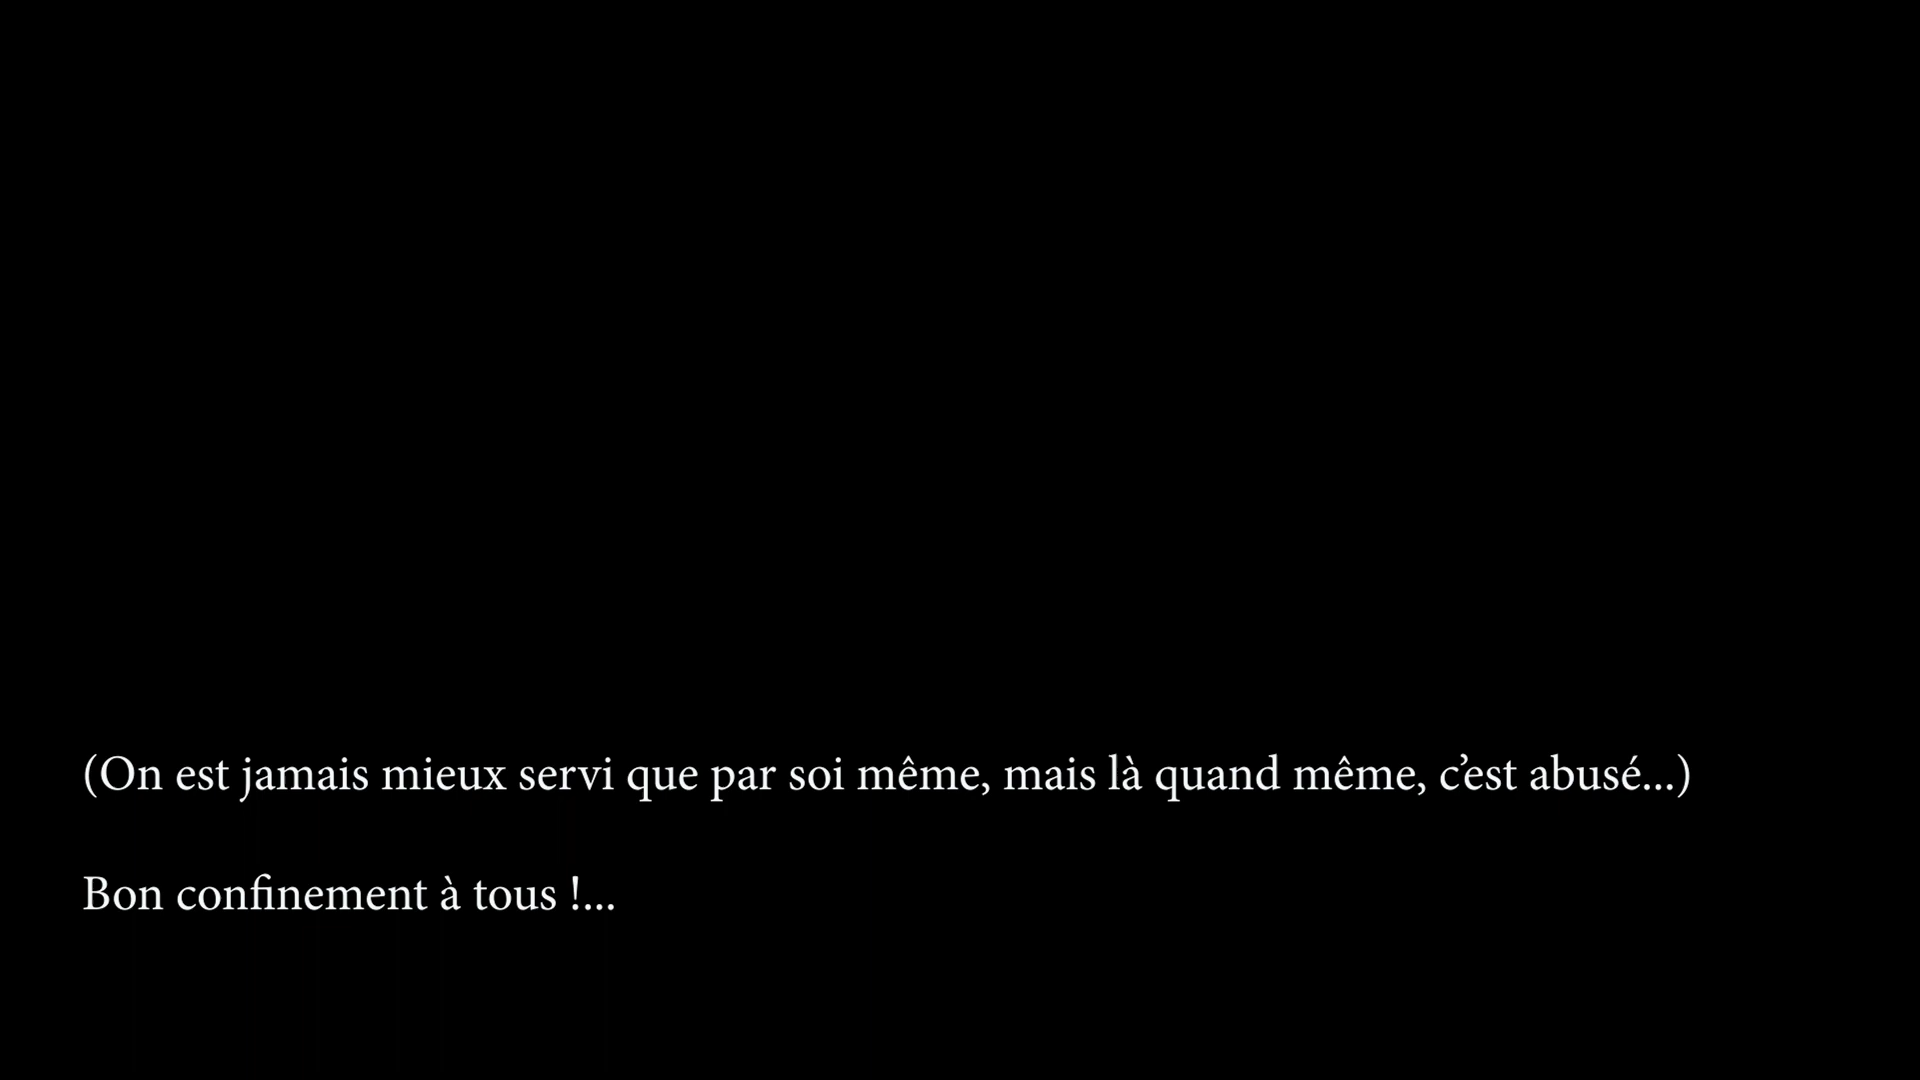 (On est jamais mieux servi que par soi même, mais là quand même, c’est abusé...)
Bon confinement à tous !...